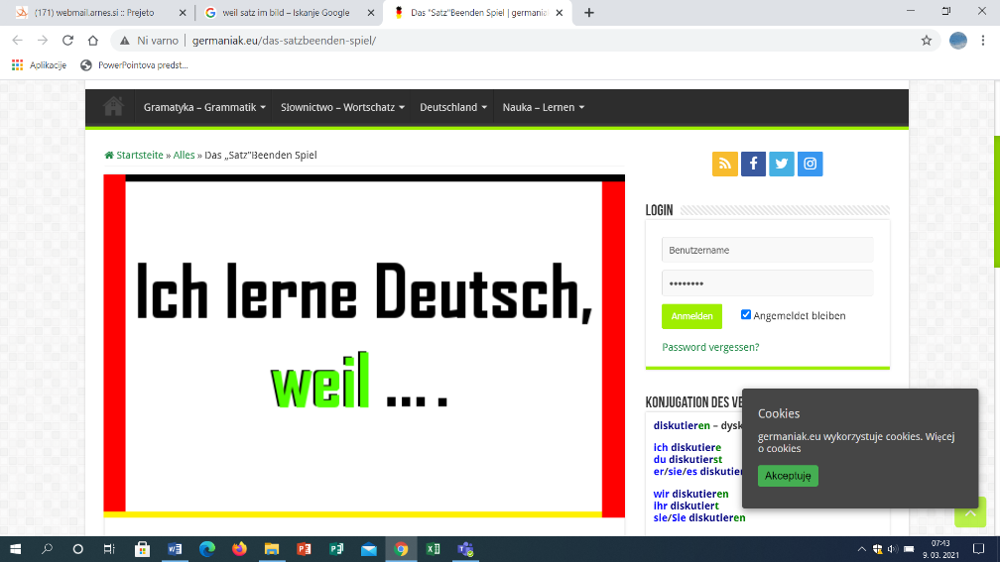 (171) webmail.arnes.si :: Prejeto
weil satz im bild – Iskanje Google
Das "Satz"Beenden Spiel | germania
Ni varno
germaniak.eu/das-satzbeenden-spiel/
Aplikacije
PowerPointova predst...
Gramatyka – Grammatik
Słownictwo – Wortschatz
Deutschland
Nauka – Lernen
Startseite » Alles » Das „Satz"Beenden Spiel
Ich lerne Deutsch,
weil ... .
LOGIN
Benutzername
Anmelden
Angemeldet bleiben
Password vergessen?
KONJUGATION DES VE
diskutieren – dysk
ich diskutiere
du diskutierst
er/sie/es diskutier
wir diskutieren
ihr diskutiert
sie/Sie diskutieren
Cookies
germaniak.eu wykorzystuje cookies. Więcej
o cookies
Akceptuję
07:43
9. 03. 2021